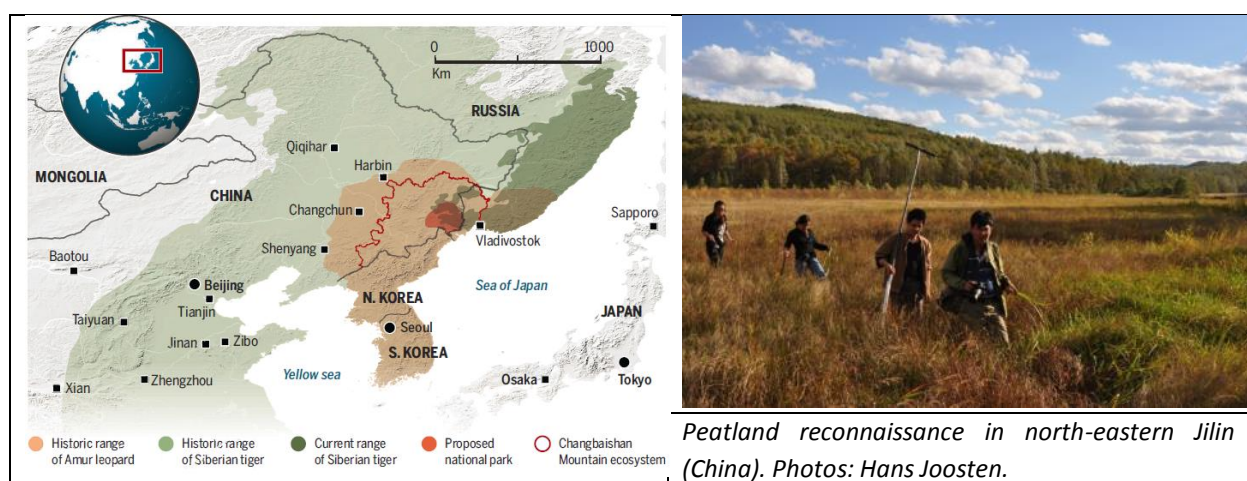 0 1000
Km
RUSSIA
Qiqihar
MONGOLIA
Harbin
CHINA
Changchun
Sapporo
Vladivostok
Shenyang
Baotou
Beijing
Sea of Japan
Tianjin
N. KOREA
JAPAN
Taiyuan
Seoul
Jinan
Zibo
S. KOREA
Tokyo
Yellow sea
Osaka
Xian
Zhengzhou
Historic range
of Amur leopard
Historic range
of Siberian tiger
Current range
of Siberian tiger
Proposed
national park
Changbaishan
Mountain ecosystem
Peatland reconnaissance in north-eastern Jilin
(China). Photos: Hans Joosten.